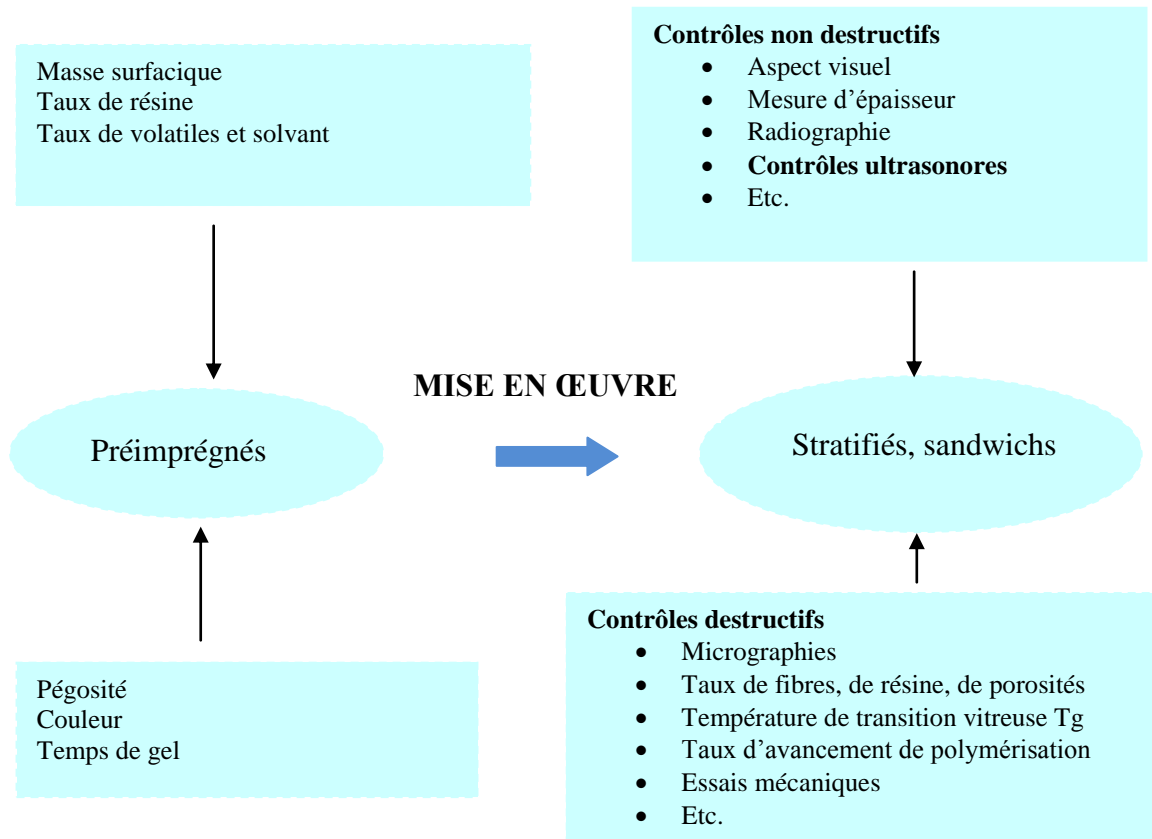 Masse surfacique
Taux de résine
Taux de volatiles et solvant
Contrôles non destructifs
• Aspect visuel
• Mesure d'épaisseur
• Radiographie
• Contrôles ultrasonores
• Etc.
MISE EN ŒUVRE
Préimprégnés
Stratifiés, sandwichs
Pégosité
Couleur
Temps de gel
Contrôles destructifs
• Micrographies
• Taux de fibres, de résine, de porosités
• Température de transition vitreuse Tg
• Taux d'avancement de polymérisation
• Essais mécaniques
• Etc.